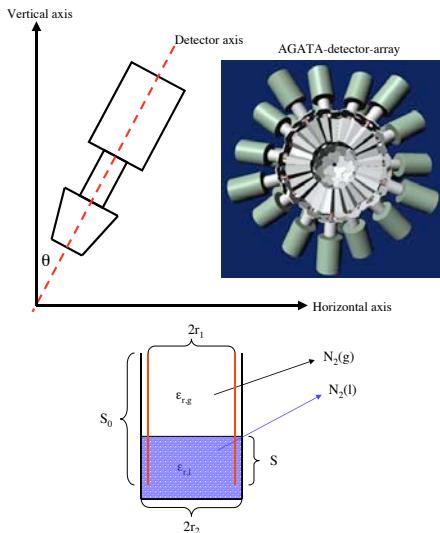 Vertical axis
Detector axis
AGATA-detector-array
θ
Horizontal axis
2r₁
N₂(g)
N₂(l)
εr,g
S₀
εr,l
S
2r₂